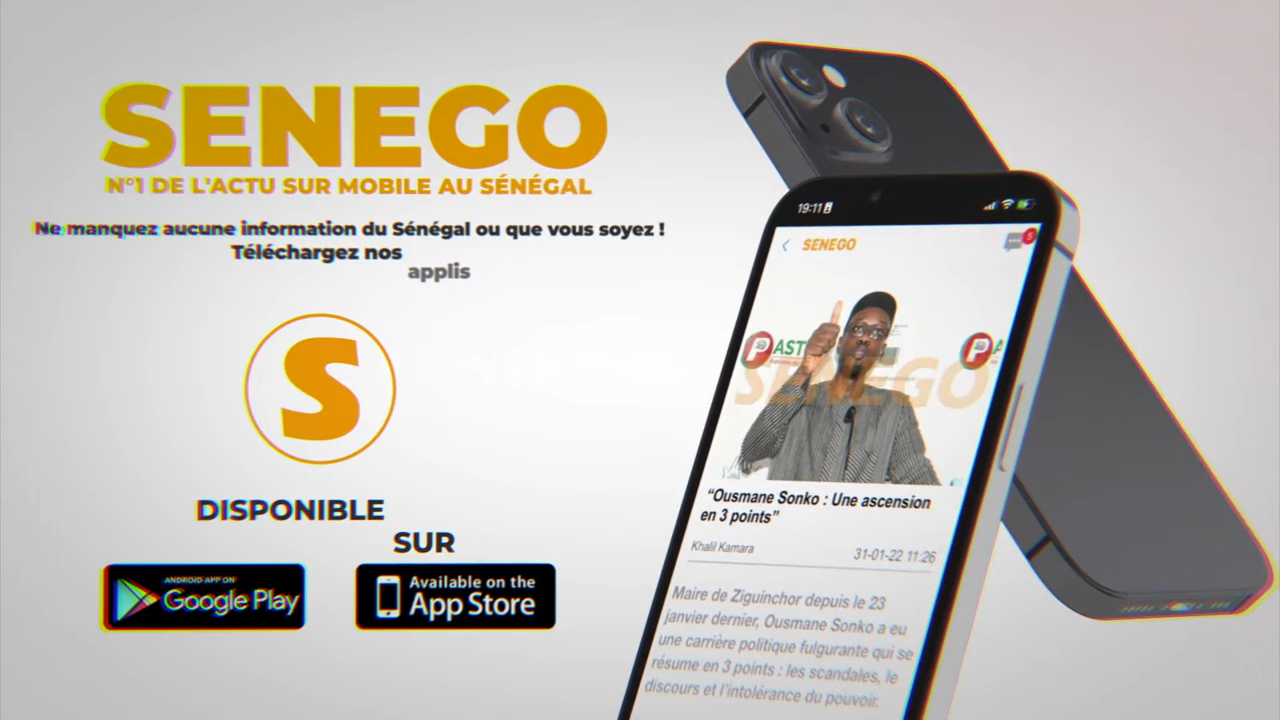 SENEGO
N°1 DE L'ACTU SUR MOBILE AU SÉNÉGAL
Ne manquez aucune information du Sénégal ou que vous soyez !
Téléchargez nos
applis
S
DISPONIBLE
SUR
ANDROID APP ON
Google Play
Available on the
App Store
19:11
SENEGO
5
PAST
P
SENEGO
“Ousmane Sonko : Une ascension
en 3 points”
Khalil Kamara
31-01-22 11:26
Maire de Ziguinchor depuis le 23
janvier dernier, Ousmane Sonko a eu
une carrière politique fulgurante qui se
résume en 3 points : les scandales, le
discours et l'intolérance du pouvoir.